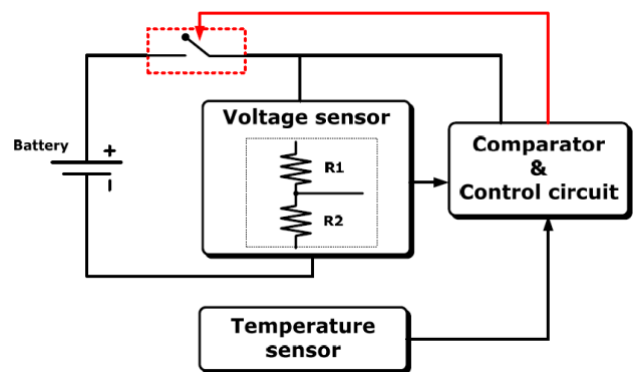 Voltage sensor
Battery
+
R1
R2
Comparator
&
Control circuit
Temperature
sensor